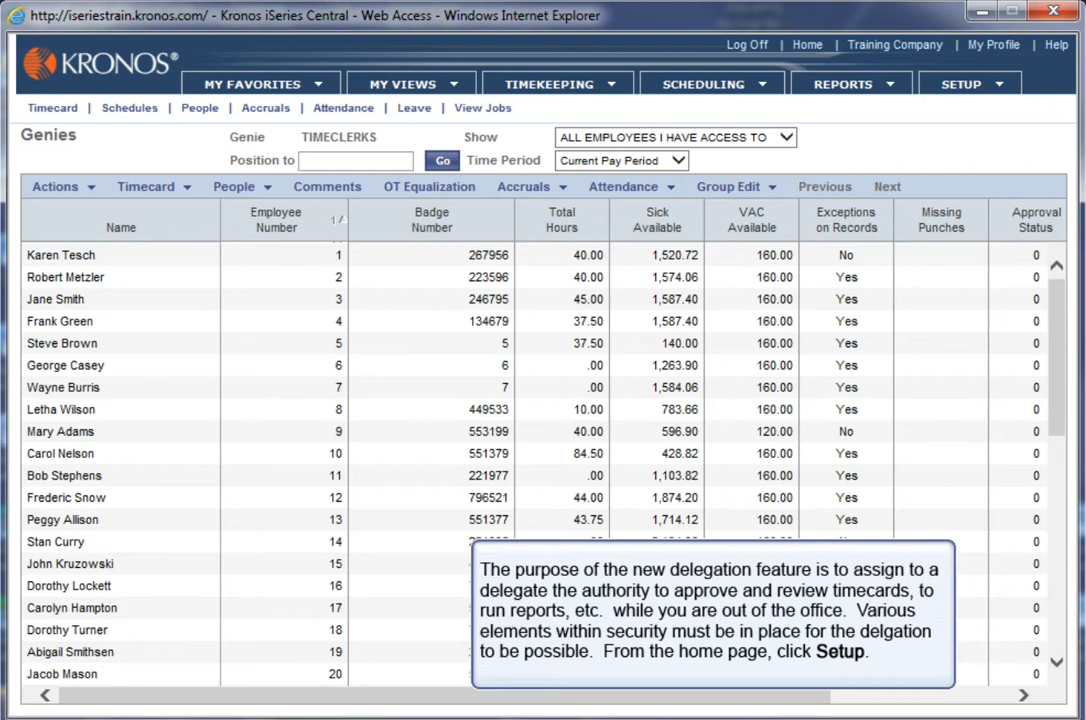 http://iseriestrain.kronos.com/ - Kronos iSeries Central - Web Access - Windows Internet Explorer
KRONOS®
Log Off | Home | Training Company | My Profile | Help
MY FAVORITES MY VIEWS TIMEKEEPING SCHEDULING REPORTS SETUP
Timecard | Schedules | People | Accruals | Attendance | Leave | View Jobs
Genies
Genie TIMECLERKS Show ALL EMPLOYEES I HAVE ACCESS TO
Position to Go Time Period Current Pay Period
Actions Timecard People Comments OT Equalization Accruals Attendance Group Edit Previous Next
Name Employee Number 1 Badge Number Total Hours Sick Available VAC Available Exceptions on Records Missing Punches Approval Status
Karen Tesch 1 267956 40.00 1,520.72 160.00 No 0
Robert Metzler 2 223596 40.00 1,574.06 160.00 Yes 0
Jane Smith 3 246795 45.00 1,587.40 160.00 Yes 0
Frank Green 4 134679 37.50 1,587.40 160.00 Yes 0
Steve Brown 5 5 37.50 140.00 160.00 Yes 0
George Casey 6 6 .00 1,263.90 160.00 Yes 0
Wayne Burris 7 7 .00 1,584.06 160.00 Yes 0
Letha Wilson 8 449533 10.00 783.66 160.00 Yes 0
Mary Adams 9 553199 40.00 596.90 120.00 No 0
Carol Nelson 10 551379 84.50 428.82 160.00 Yes 0
Bob Stephens 11 221977 .00 1,103.82 160.00 Yes 0
Frederic Snow 12 796521 44.00 1,874.20 160.00 Yes 0
Peggy Allison 13 551377 43.75 1,714.12 160.00 Yes 0
Stan Curry 14 0
John Kruzowski 15 0
Dorothy Lockett 16 0
Carolyn Hampton 17 0
Dorothy Turner 18 0
Abigail Smithsen 19 0
Jacob Mason 20 0
The purpose of the new delegation feature is to assign to a
delegate the authority to approve and review timecards, to
run reports, etc. while you are out of the office. Various
elements within security must be in place for the delgation
to be possible. From the home page, click Setup.